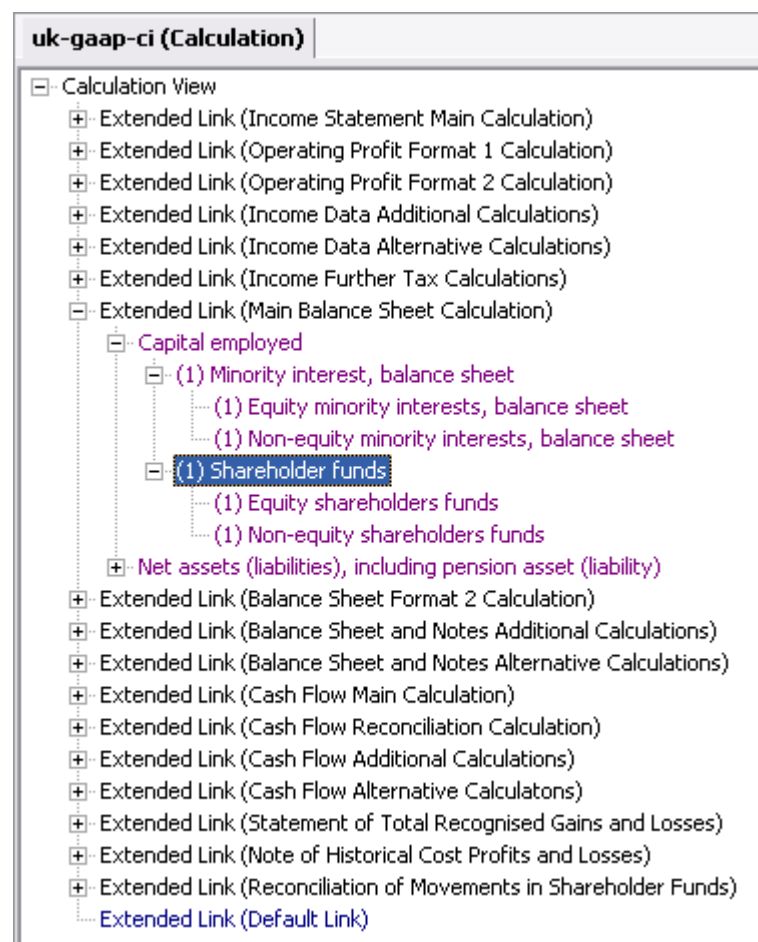 uk-gaap-ci (Calculation)
Calculation View
Extended Link (Income Statement Main Calculation)
Extended Link (Operating Profit Format 1 Calculation)
Extended Link (Operating Profit Format 2 Calculation)
Extended Link (Income Data Additional Calculations)
Extended Link (Income Data Alternative Calculations)
Extended Link (Income Further Tax Calculations)
Extended Link (Main Balance Sheet Calculation)
Capital employed
(1) Minority interest, balance sheet
(1) Equity minority interests, balance sheet
(1) Non-equity minority interests, balance sheet
(1) Shareholder funds
(1) Equity shareholders funds
(1) Non-equity shareholders funds
Net assets (liabilities), including pension asset (liability)
Extended Link (Balance Sheet Format 2 Calculation)
Extended Link (Balance Sheet and Notes Additional Calculations)
Extended Link (Balance Sheet and Notes Alternative Calculations)
Extended Link (Cash Flow Main Calculation)
Extended Link (Cash Flow Reconciliation Calculation)
Extended Link (Cash Flow Additional Calculations)
Extended Link (Cash Flow Alternative Calculatons)
Extended Link (Statement of Total Recognised Gains and Losses)
Extended Link (Note of Historical Cost Profits and Losses)
Extended Link (Reconciliation of Movements in Shareholder Funds)
Extended Link (Default Link)